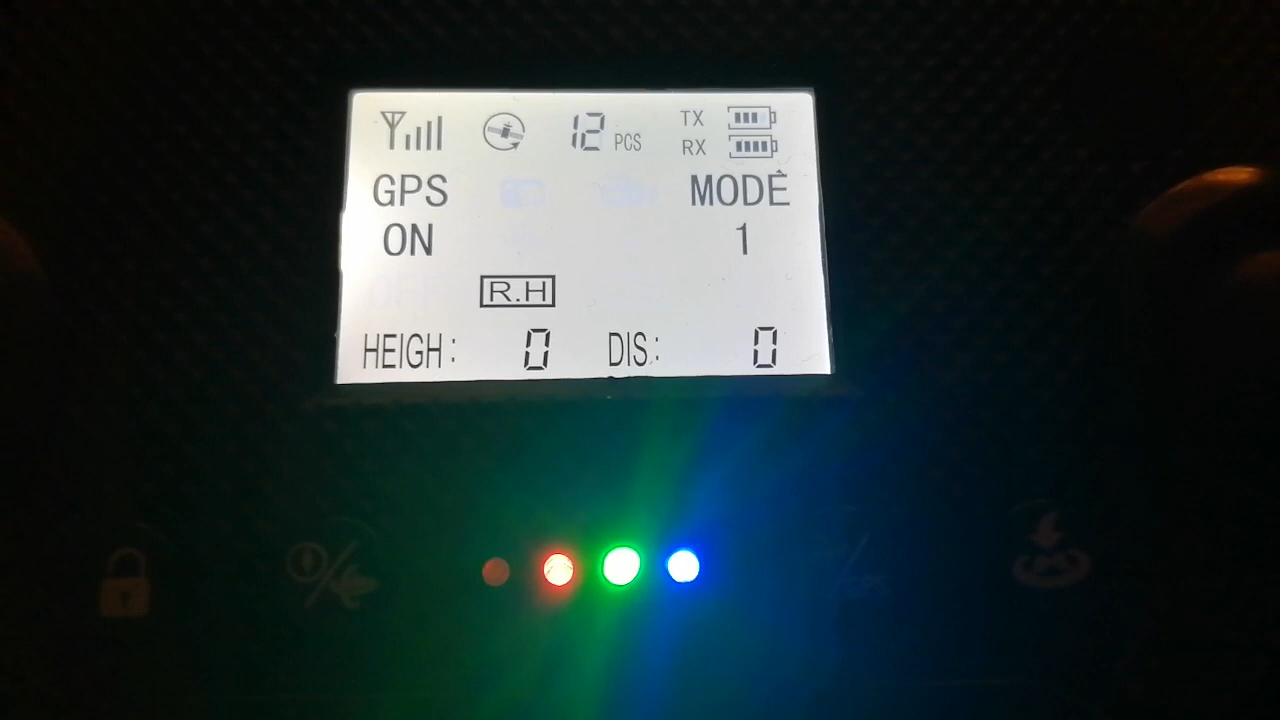 12 PCS TX
RX
GPS MODE
ON 1
R.H
HEIGH: 0 DIS: 0